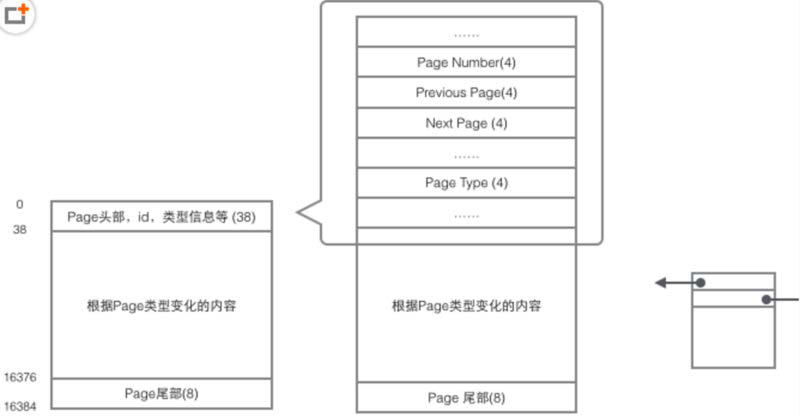 0
Page头部，id，类型信息等 (38)
38
根据Page类型变化的内容
16376
Page尾部(8)
16384
......
Page Number(4)
Previous Page(4)
Next Page (4)
......
Page Type (4)
......
根据Page类型变化的内容
Page 尾部(8)